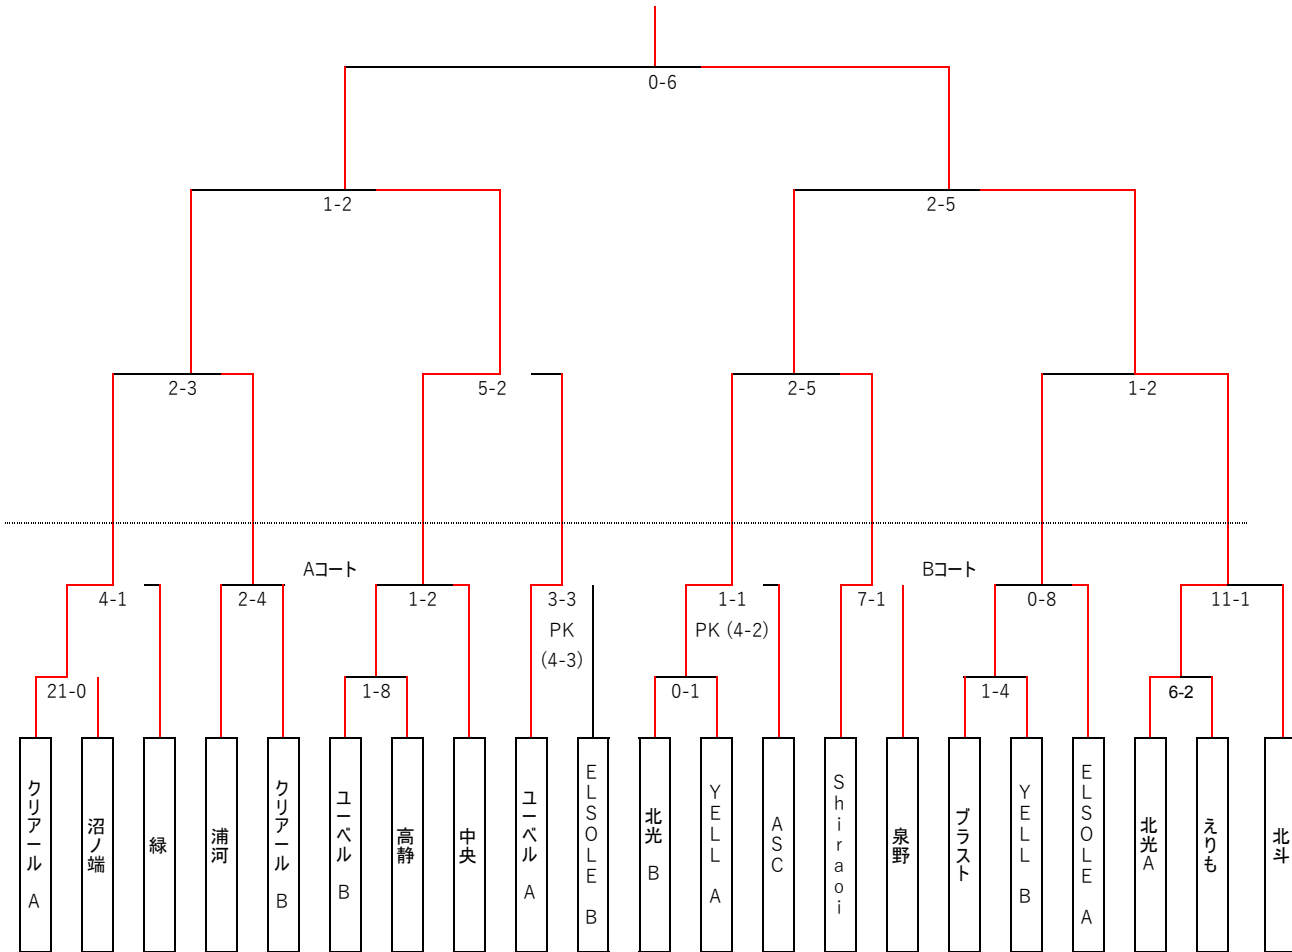 0-6
1-2
2-5
2-3
5-2
2-5
1-2
Aコート
Bコート
4-1
2-4
1-2
3-3
PK
(4-3)
1-1
PK (4-2)
7-1
0-8
11-1
21-0
1-8
0-1
1-4
6-2
クリアール A
沼ノ端
緑
浦河
クリアール B
ユーベル B
高静
中央
ユーベル A
ELSOLE B
北光 B
YELL A
ASC
Shiraoi
泉野
ブラスト
YELL B
ELSOLE A
北光A
えりも
北斗